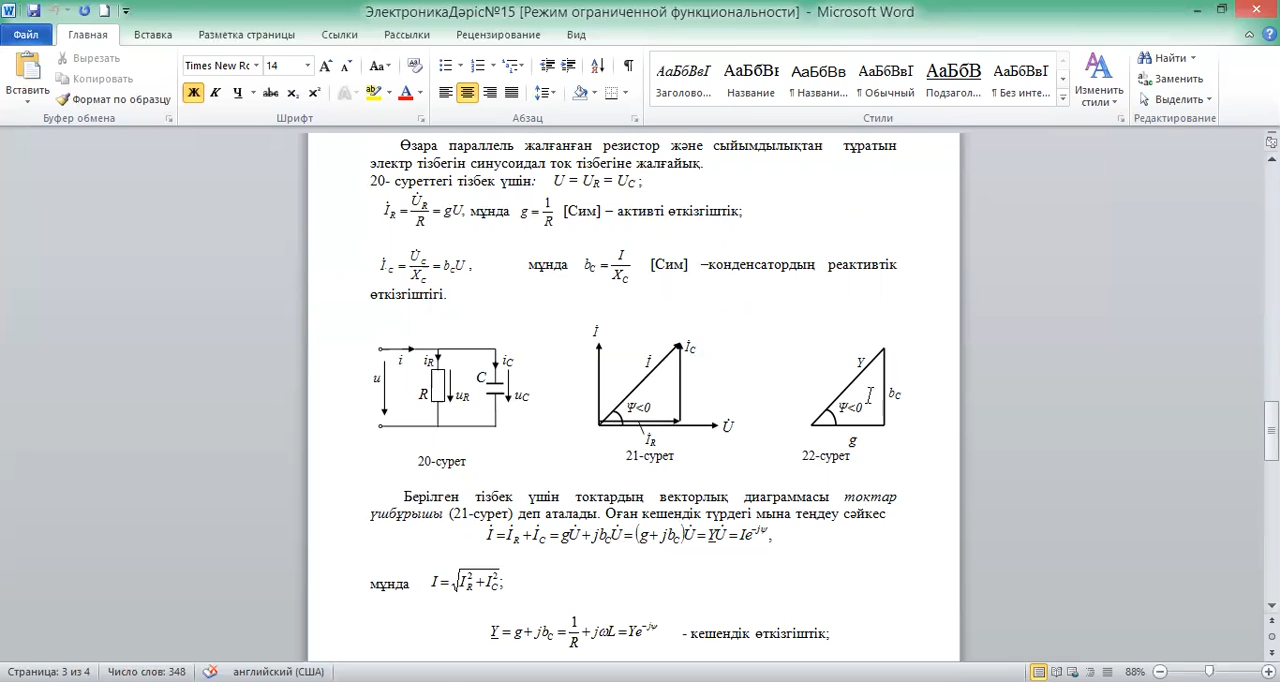 ЭлектроникаДәріс№15 [Режим ограниченной функциональности] - Microsoft Word
Файл Главная Вставка Разметка страницы Ссылки Рассылки Рецензирование Вид
Вставить
Вырезать
Копировать
Формат по образцу
Буфер обмена
Times New Rc 14
Ж К Ч abc x₂ x²
Шрифт
Абзац
АаБбВвГ АаБбВı АаБбВв АаБбВвГ АаБбВ АаБбВвГ
Заголово... Название ¶ Названи... ¶ Обычный Подзагол... ¶ Без инте...
Стили
Изменить стили
Найти
Заменить
Выделить
Редактирование
Өзара параллель жалғанған резистор және сыйымдылықтан тұратын
электр тізбегін синусоидал ток тізбегіне жалғайық.
20- суреттегі тізбек үшін: U = U_R = U_C ;
İ_R = U̇_R/R = gU, мұнда g = 1/R [Сим] – активті өткізгіштік;
İ_c = U̇_c/X_c = b_cU , мұнда b_C = I/X_C [Сим] –конденсатордың реактивтік
өткізгіштігі.
i i_R i_C
u R u_R C u_C
20-сурет
İ İ_C
İ
Ψ<0
İ_R U̇
21-сурет
Y b_C
Ψ<0
g
22-сурет
Берілген тізбек үшін токтардың векторлық диаграммасы токтар
үшбұрышы (21-сурет) деп аталады. Оған кешендік түрдегі мына теңдеу сәйкес
İ = İ_R + İ_C = gU̇ + jb_CU̇ = (g + jb_C)U̇ = YU̇ = Ie^{-jψ},
мұнда I = √(I_R² + I_C²);
Y = g + jb_C = 1/R + jωL = Ye^{-jψ} - кешендік өткізгіштік;
Страница: 3 из 4 Число слов: 348 английский (США) 88%